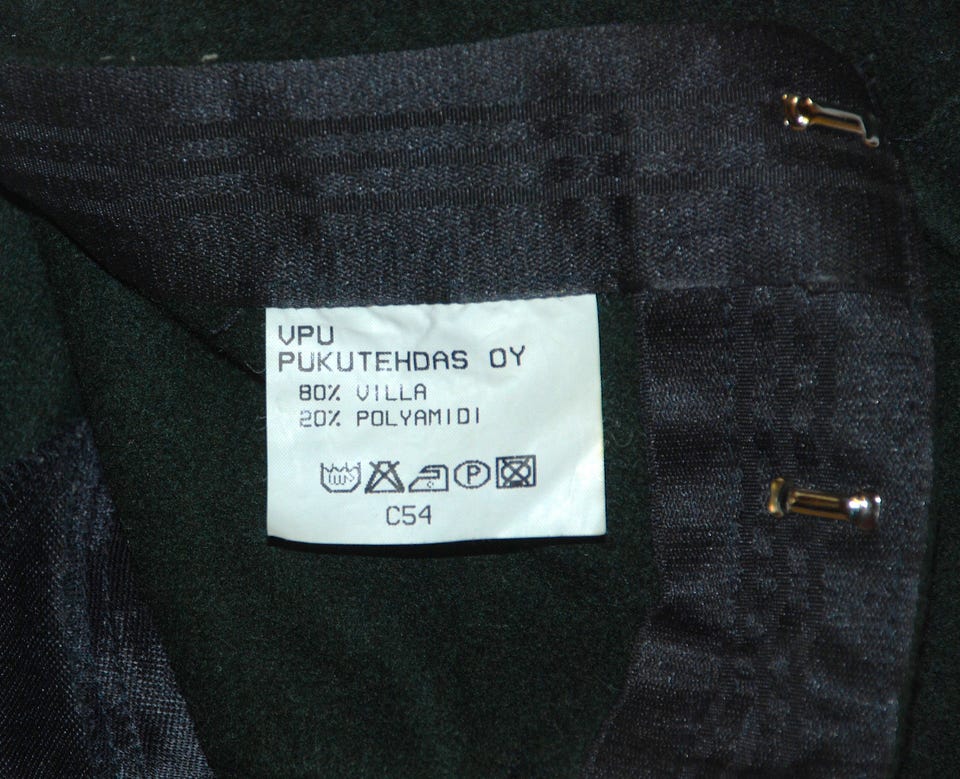 VPU
PUKUTEHDAS OY
80% VILLA
20% POLYAMIDI
P
C54